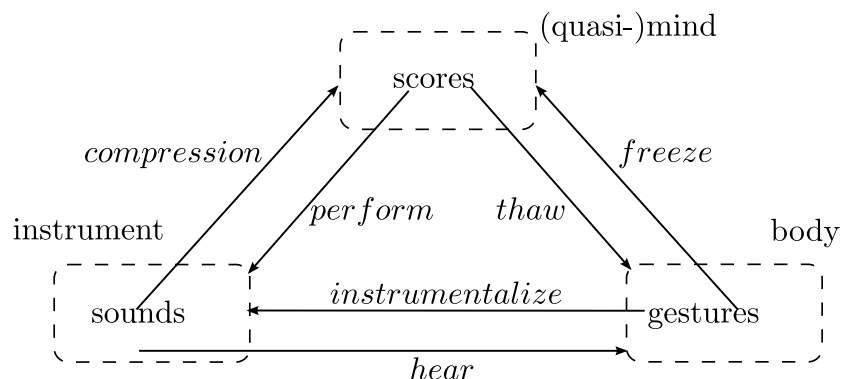 (quasi-)mind
scores
compression
freeze
perform
thaw
instrument
body
instrumentalize
sounds
gestures
hear